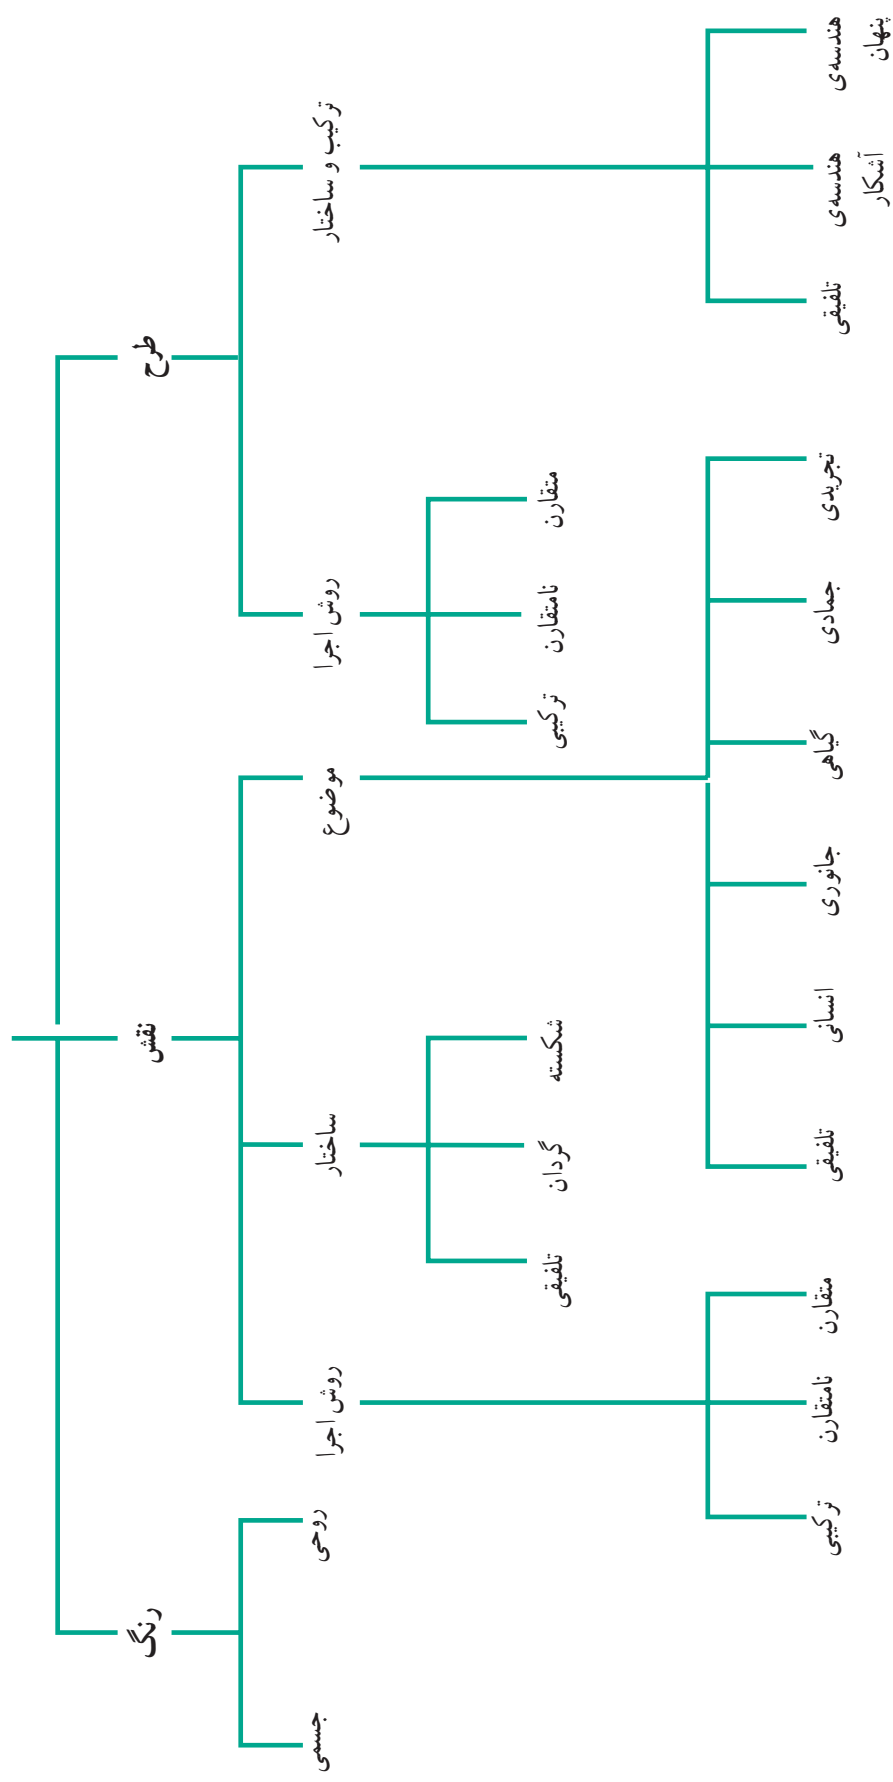 طرح
نقش
رنگ
ترکیب و ساختار
روش اجرا
موضوع
ساختار
روش اجرا
روحی
جسمی
متقارن
نامتقارن
ترکیبی
شکسته
گردان
تلفیقی
هندسه‌ی
پنهان
هندسه‌ی
آشکار
تلفیقی
تجریدی
جمادی
گیاهی
جانوری
انسانی
تلفیقی
متقارن
نامتقارن
ترکیبی